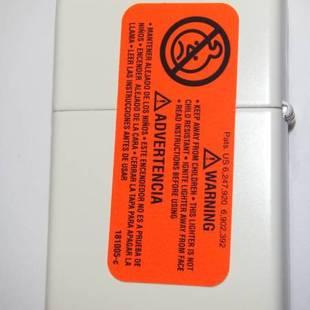 Pats. US 6,247,920 6,902,392
WARNING
• KEEP AWAY FROM CHILDREN • THIS LIGHTER IS NOT
CHILD RESISTANT • IGNITE LIGHTER AWAY FROM FACE
• READ INSTRUCTIONS BEFORE USING
ADVERTENCIA
• MANTENER ALEJADO DE LOS NIÑOS • ESTE ENCENDEDOR NO ES A PRUEBA DE
NIÑOS • ENCENDER ALEJADO DE LA CARA • CERRAR LA TAPA PARA APAGAR LA
LLAMA • LEER LAS INSTRUCCIONES ANTES DE USAR
181005-c